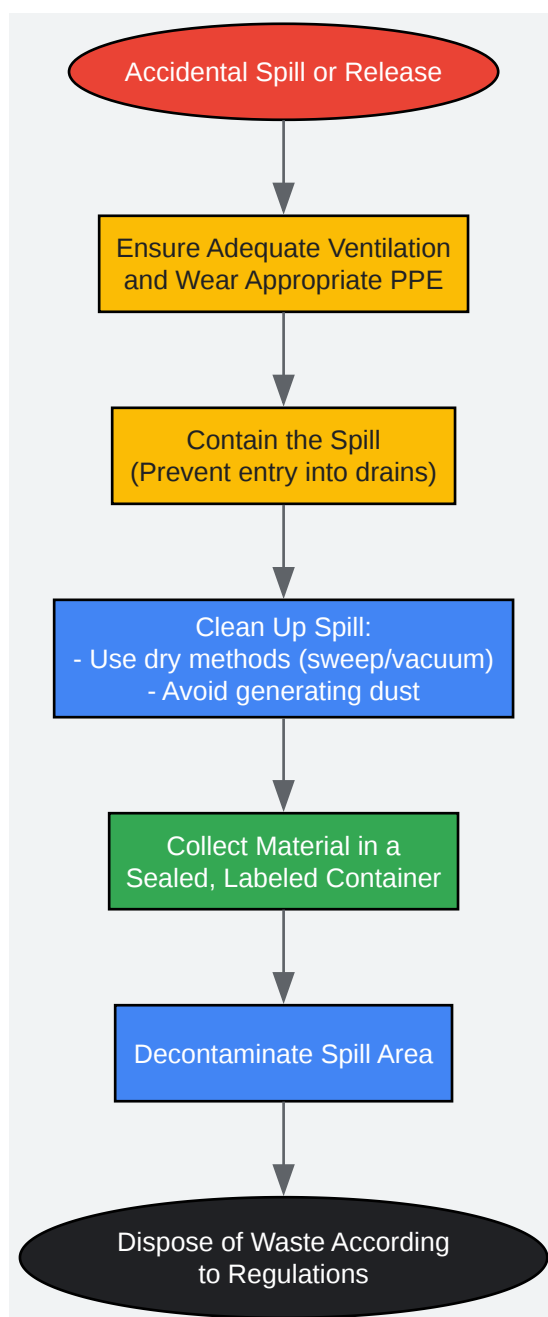 Accidental Spill or Release
Ensure Adequate Ventilation
and Wear Appropriate PPE
Contain the Spill
(Prevent entry into drains)
Clean Up Spill:
- Use dry methods (sweep/vacuum)
- Avoid generating dust
Collect Material in a
Sealed, Labeled Container
Decontaminate Spill Area
Dispose of Waste According
to Regulations